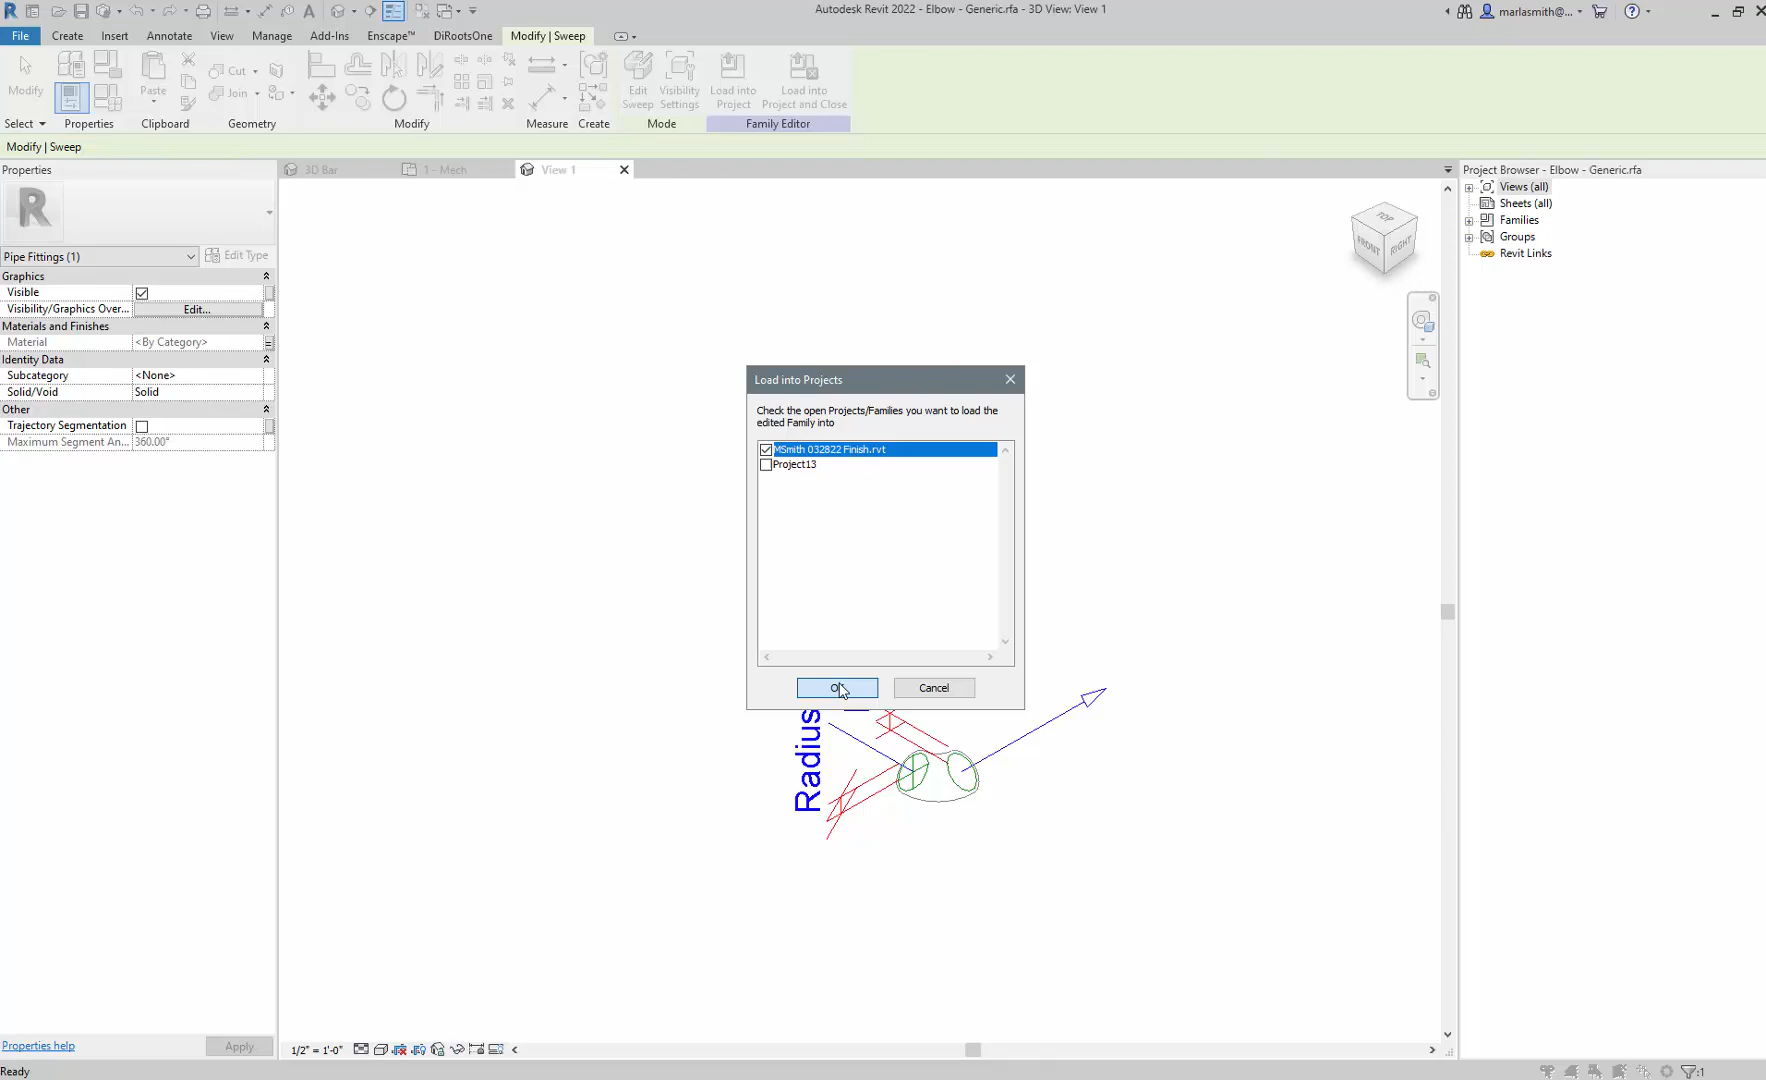 Autodesk Revit 2022 - Elbow - Generic.rfa - 3D View: View 1
marlasmith@...
File Create Insert Annotate View Manage Add-Ins Enscape™ DiRootsOne Modify | Sweep
Modify
Paste
Cut
Join
Edit Sweep
Visibility Settings
Load into Project
Load into Project and Close
Select Properties Clipboard Geometry Modify Measure Create Mode Family Editor
Modify | Sweep
Properties
3D Bar
1 - Mech
View 1
Project Browser - Elbow - Generic.rfa
Views (all)
Sheets (all)
Families
Groups
Revit Links
TOP
FRONT
RIGHT
R
Pipe Fittings (1)
Edit Type
Graphics
Visible
Visibility/Graphics Over... Edit...
Materials and Finishes
Material <By Category>
Identity Data
Subcategory <None>
Solid/Void Solid
Other
Trajectory Segmentation
Maximum Segment An... 360.00°
Load into Projects
Check the open Projects/Families you want to load the
edited Family into
MSmith 032822 Finish.rvt
Project13
Cancel
Radius
Properties help
Apply
1/2" = 1'-0"
Ready
:1